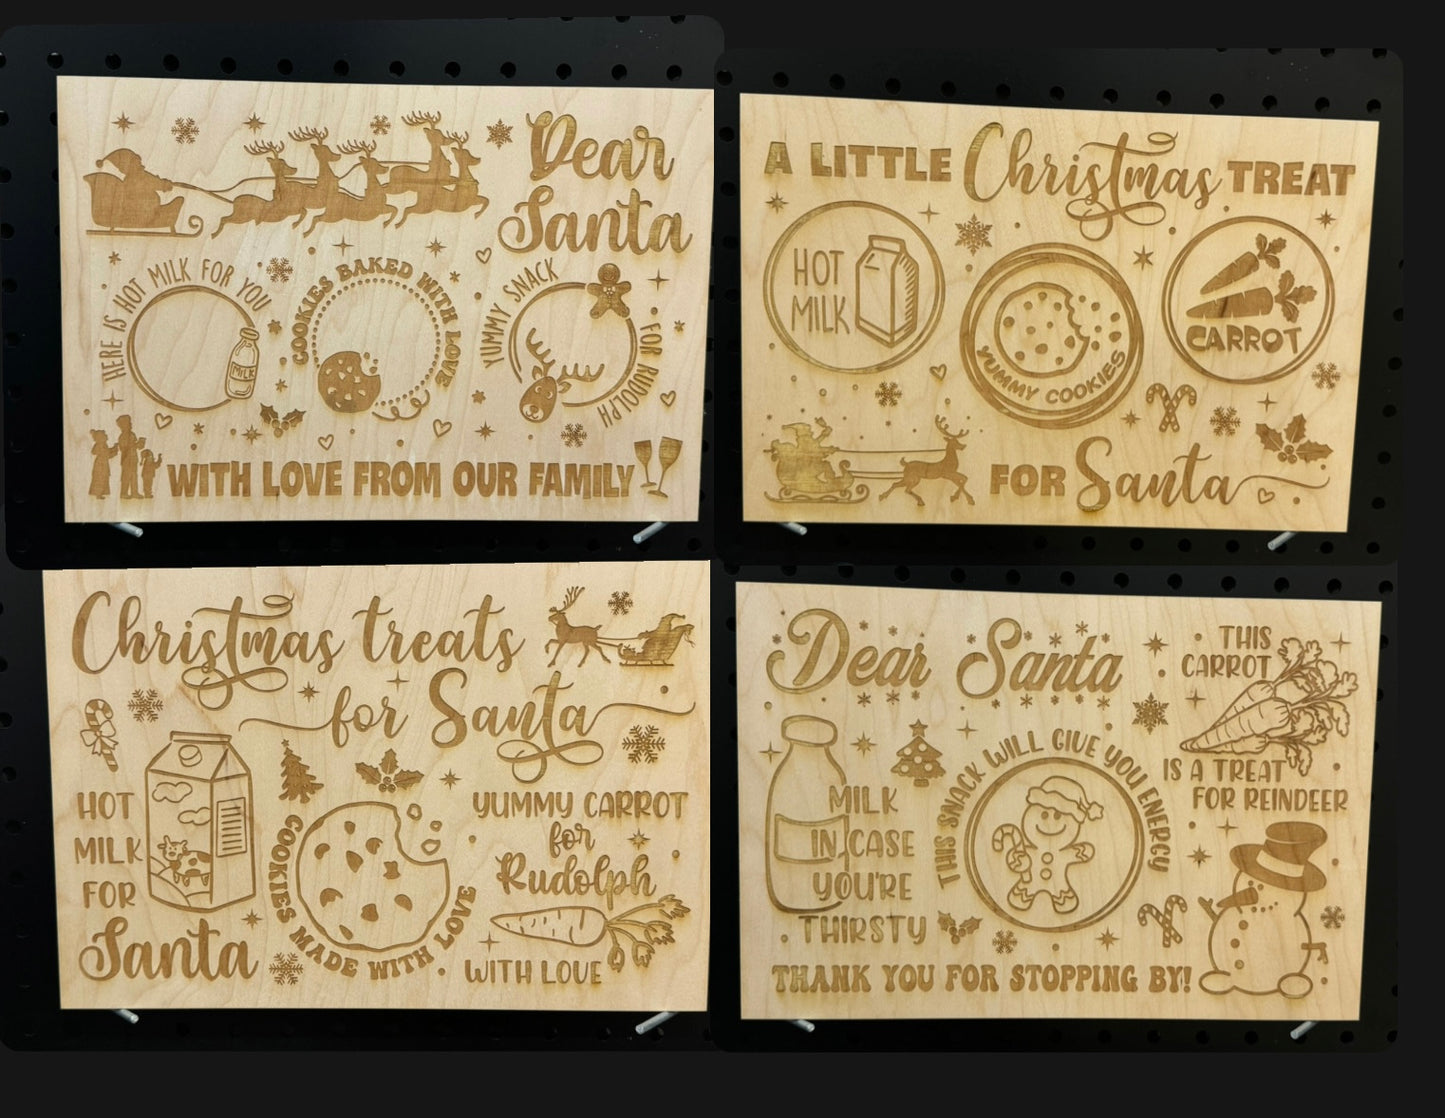 Dear
Santa
HERE IS HOT MILK FOR YOU
MILK
COOKIES BAKED WITH LOVE
YUMMY SNACK
FOR RUDOLPH
WITH LOVE FROM OUR FAMILY
A LITTLE Christmas TREAT
HOT
MILK
YUMMY COOKIES
CARROT
FOR Santa
Christmas treats
for Santa
HOT
MILK
FOR
Santa
COOKIES MADE WITH LOVE
YUMMY CARROT
for
Rudolph
WITH LOVE
Dear Santa
THIS
CARROT
IS A TREAT
FOR REINDEER
MILK
IN CASE
YOU'RE
THIRSTY
THIS SNACK WILL GIVE YOU ENERGY
THANK YOU FOR STOPPING BY!